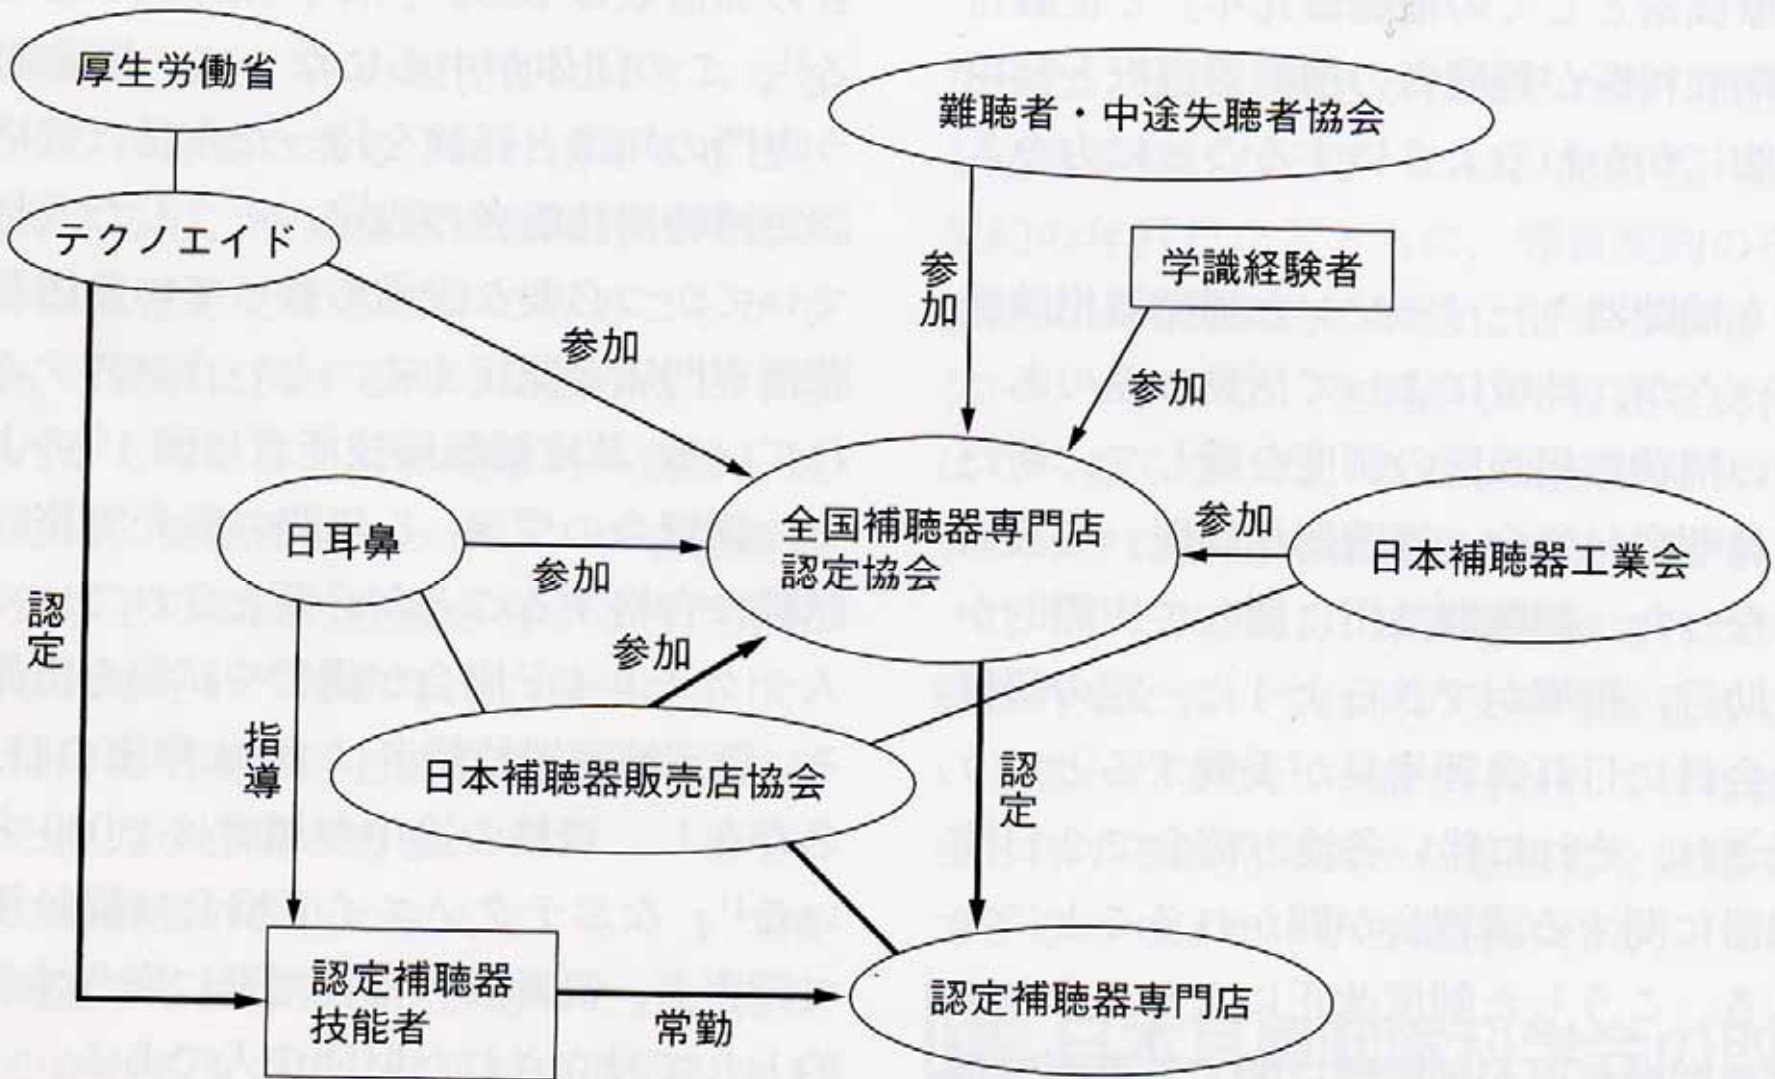 厚生労働省
難聴者・中途失聴者協会
テクノエイド
学識経験者
参加
参加
参加
日耳鼻
全国補聴器専門店
認定協会
参加
日本補聴器工業会
参加
認定
参加
指導
日本補聴器販売店協会
認定
認定補聴器
技能者
常勤
認定補聴器専門店